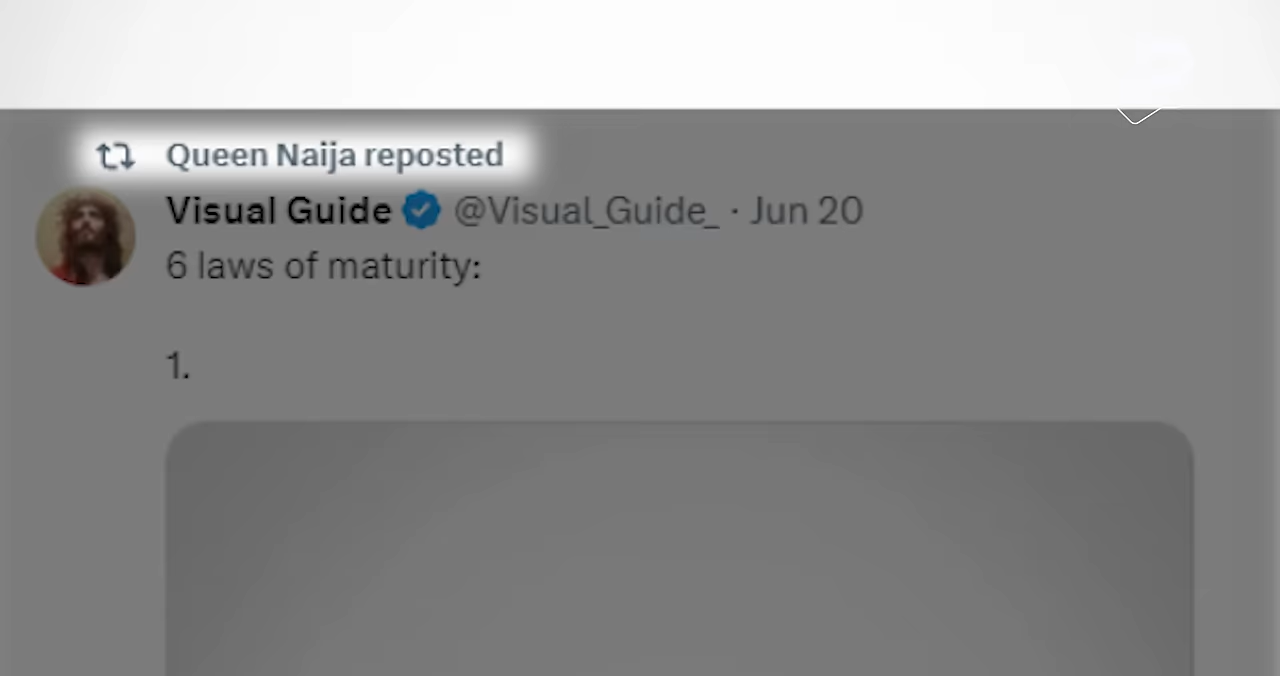 Queen Naija reposted
Visual Guide @Visual_Guide_ · Jun 20
6 laws of maturity:
1.